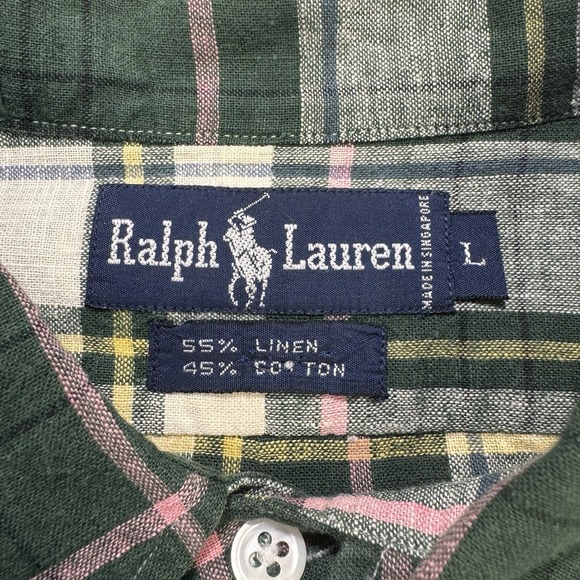 Ralph Lauren
MADE IN SINGAPORE
L
55% LINEN
45% COTTON